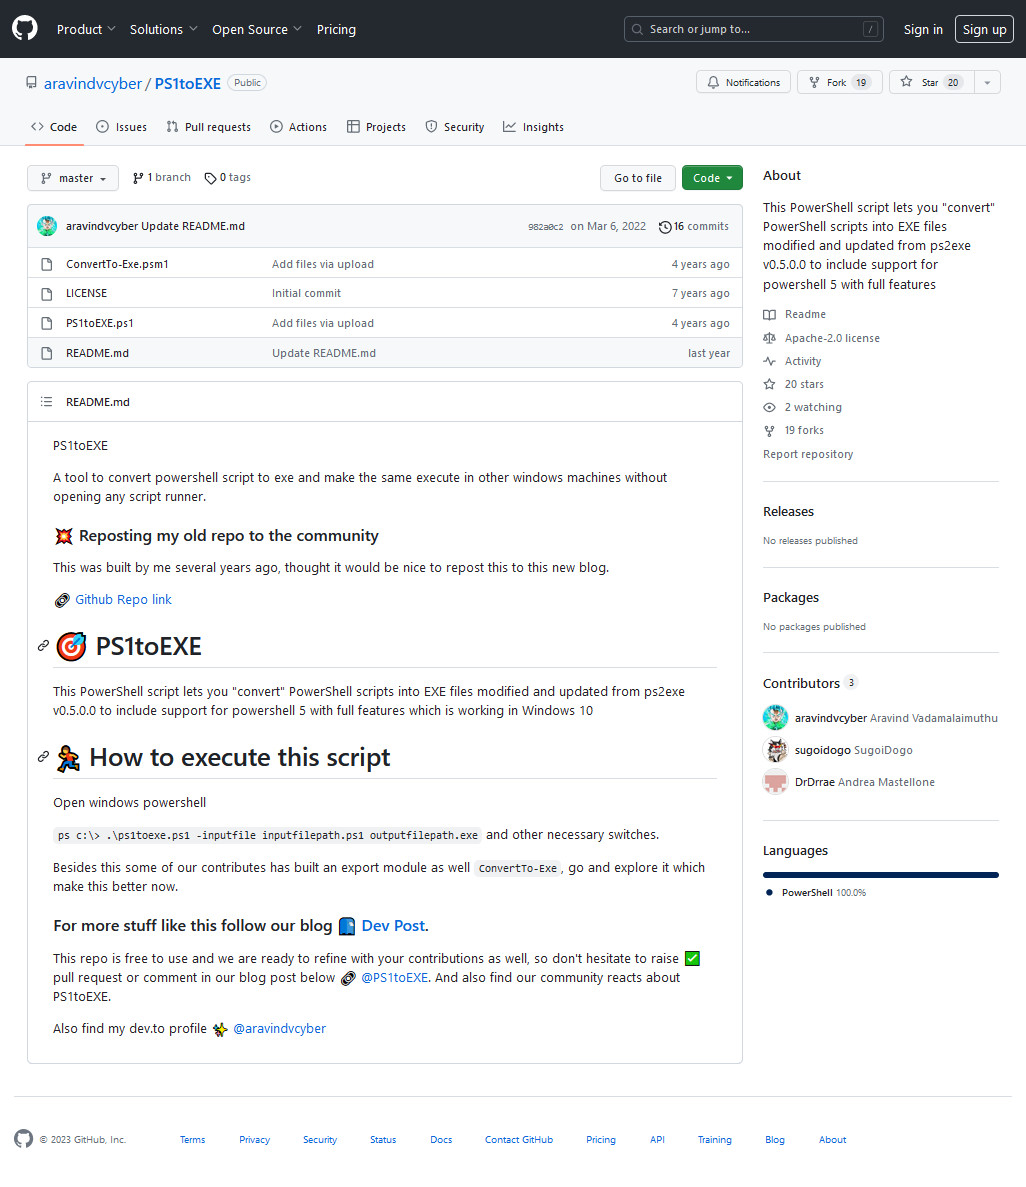 Product Solutions Open Source Pricing Search or jump to... / Sign in Sign up
aravindvcyber / PS1toEXE Public Notifications Fork 19 Star 20
Code Issues Pull requests Actions Projects Security Insights
master 1 branch 0 tags Go to file Code
aravindvcyber Update README.md 982a0c2 on Mar 6, 2022 16 commits
ConvertTo-Exe.psm1 Add files via upload 4 years ago
LICENSE Initial commit 7 years ago
PS1toEXE.ps1 Add files via upload 4 years ago
README.md Update README.md last year
README.md
PS1toEXE
A tool to convert powershell script to exe and make the same execute in other windows machines without
opening any script runner.
Reposting my old repo to the community
This was built by me several years ago, thought it would be nice to repost this to this new blog.
Github Repo link
PS1toEXE
This PowerShell script lets you "convert" PowerShell scripts into EXE files modified and updated from ps2exe
v0.5.0.0 to include support for powershell 5 with full features which is working in Windows 10
How to execute this script
Open windows powershell
ps c:\> .\ps1toexe.ps1 -inputfile inputfilepath.ps1 outputfilepath.exe and other necessary switches.
Besides this some of our contributes has built an export module as well ConvertTo-Exe, go and explore it which
make this better now.
For more stuff like this follow our blog 📘 Dev Post.
This repo is free to use and we are ready to refine with your contributions as well, so don't hesitate to raise ✅
pull request or comment in our blog post below 🔗 @PS1toEXE. And also find our community reacts about
PS1toEXE.
Also find my dev.to profile ✨ @aravindvcyber
About
This PowerShell script lets you "convert"
PowerShell scripts into EXE files
modified and updated from ps2exe
v0.5.0.0 to include support for
powershell 5 with full features
Readme
Apache-2.0 license
Activity
20 stars
2 watching
19 forks
Report repository
Releases
No releases published
Packages
No packages published
Contributors 3
aravindvcyber Aravind Vadamalaimuthu
sugoidogo SugoiDogo
DrDrrae Andrea Mastellone
Languages
PowerShell 100.0%
© 2023 GitHub, Inc. Terms Privacy Security Status Docs Contact GitHub Pricing API Training Blog About